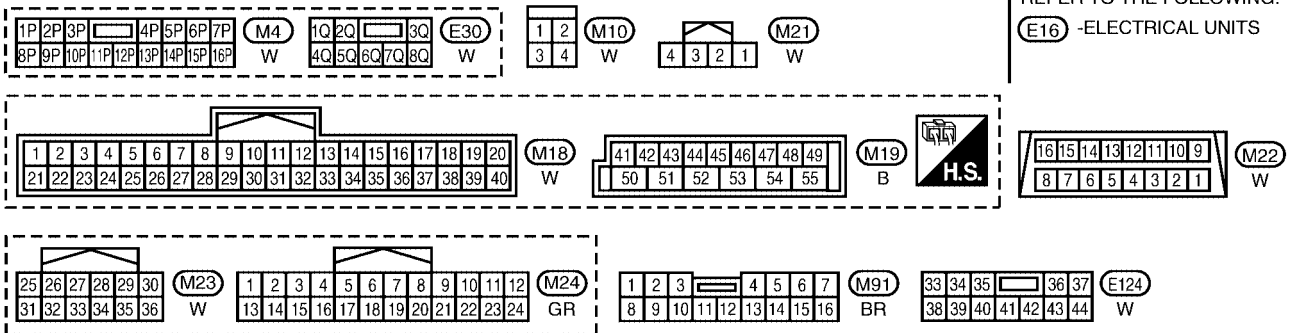 REFER TO THE FOLLOWING.
E16 -ELECTRICAL UNITS
1P 2P 3P 4P 5P 6P 7P M4
8P 9P 10P 11P 12P 13P 14P 15P 16P W
1Q 2Q 3Q E30
4Q 5Q 6Q 7Q 8Q W
1 2 M10
3 4 W
M21
4 3 2 1 W
1 2 3 4 5 6 7 8 9 10 11 12 13 14 15 16 17 18 19 20 M18
21 22 23 24 25 26 27 28 29 30 31 32 33 34 35 36 37 38 39 40 W
41 42 43 44 45 46 47 48 49 M19
50 51 52 53 54 55 B
H.S.
16 15 14 13 12 11 10 9 M22
8 7 6 5 4 3 2 1 W
25 26 27 28 29 30 M23
31 32 33 34 35 36 W
1 2 3 4 5 6 7 8 9 10 11 12 M24
13 14 15 16 17 18 19 20 21 22 23 24 GR
1 2 3 4 5 6 7 M91
8 9 10 11 12 13 14 15 16 BR
33 34 35 36 37 E124
38 39 40 41 42 43 44 W